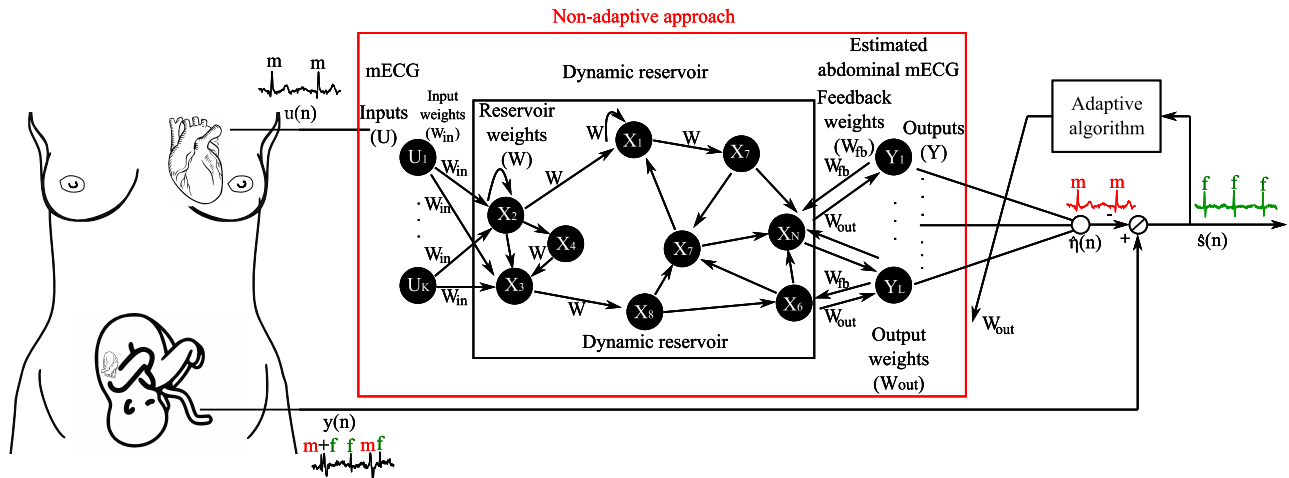 Non-adaptive approach
m m
u(n)
mECG
Inputs
(U)
Input
weights
(Win)
Dynamic reservoir
Reservoir
weights
(W)
Estimated
abdominal mECG
Feedback
weights
(Wfb)
Outputs
(Y)
Adaptive
algorithm
U1
UK
Win
Win
Win
Win
X2
X4
X3
W
W
W
W
W
X1
X7
X7
X8
XN
X6
Wfb
Wout
Wfb
Wout
Y1
YL
Dynamic reservoir
Output
weights
(Wout)
Wout
m m
-
+
η̂(n)
f f f
ŝ(n)
y(n)
m+f f mf